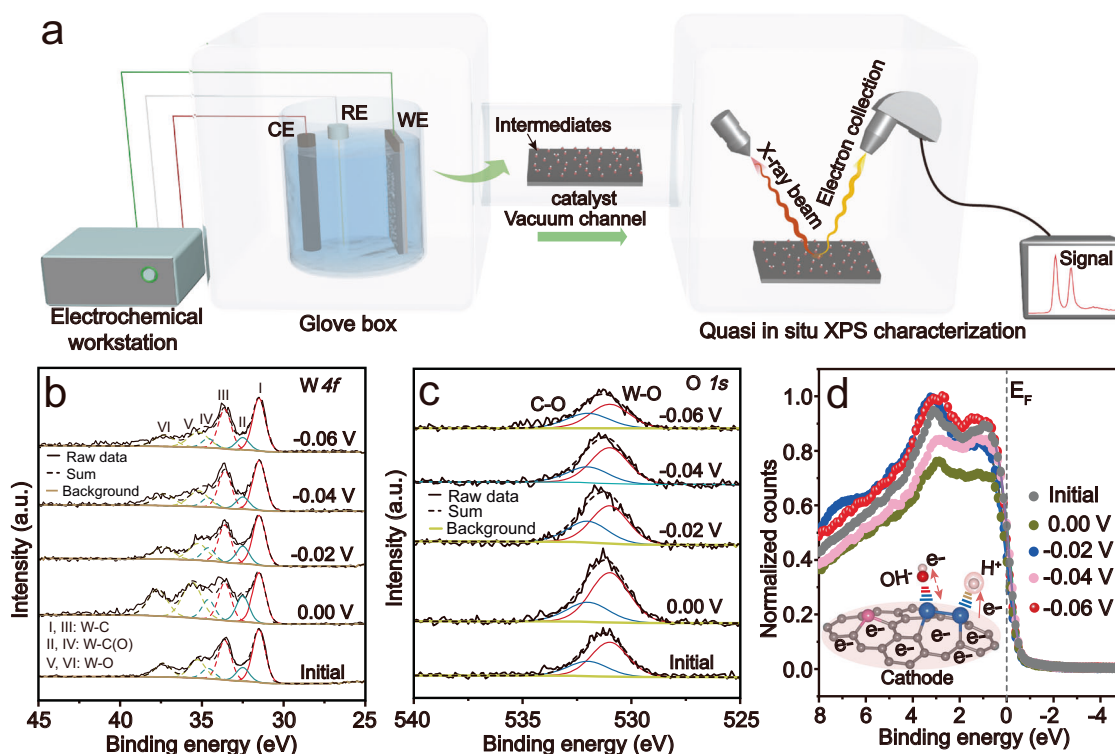 a
CE
RE
WE
Intermediates
catalyst
Vacuum channel
X-ray beam
Electron collection
Signal
Electrochemical
workstation
Glove box
Quasi in situ XPS characterization
b
W 4f
I
II
III
IV
V
VI
-0.06 V
Raw data
Sum
Background
-0.04 V
-0.02 V
0.00 V
I, III: W-C
II, IV: W-C(O)
V, VI: W-O
Initial
45 40 35 30 25
Binding energy (eV)
Intensity (a.u.)
c
O 1s
C-O
W-O
-0.06 V
-0.04 V
Raw data
Sum
Background
-0.02 V
0.00 V
Initial
540 535 530 525
Binding energy (eV)
Intensity (a.u.)
d
E_F
1.0
0.8
0.6
0.4
0.2
0.0
Normalized counts
Initial
0.00 V
-0.02 V
-0.04 V
-0.06 V
e-
OH-
H+
e-
e-
e-
e-
e-
e-
Cathode
8 6 4 2 0 -2 -4
Binding energy (eV)